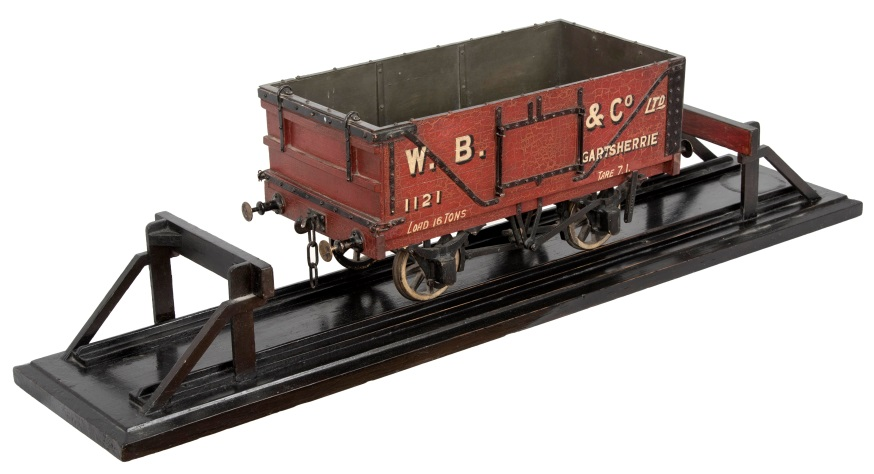 W. B. & Co LTD
GARTSHERRIE
1121
LOAD 16 TONS
TARE 7.1.